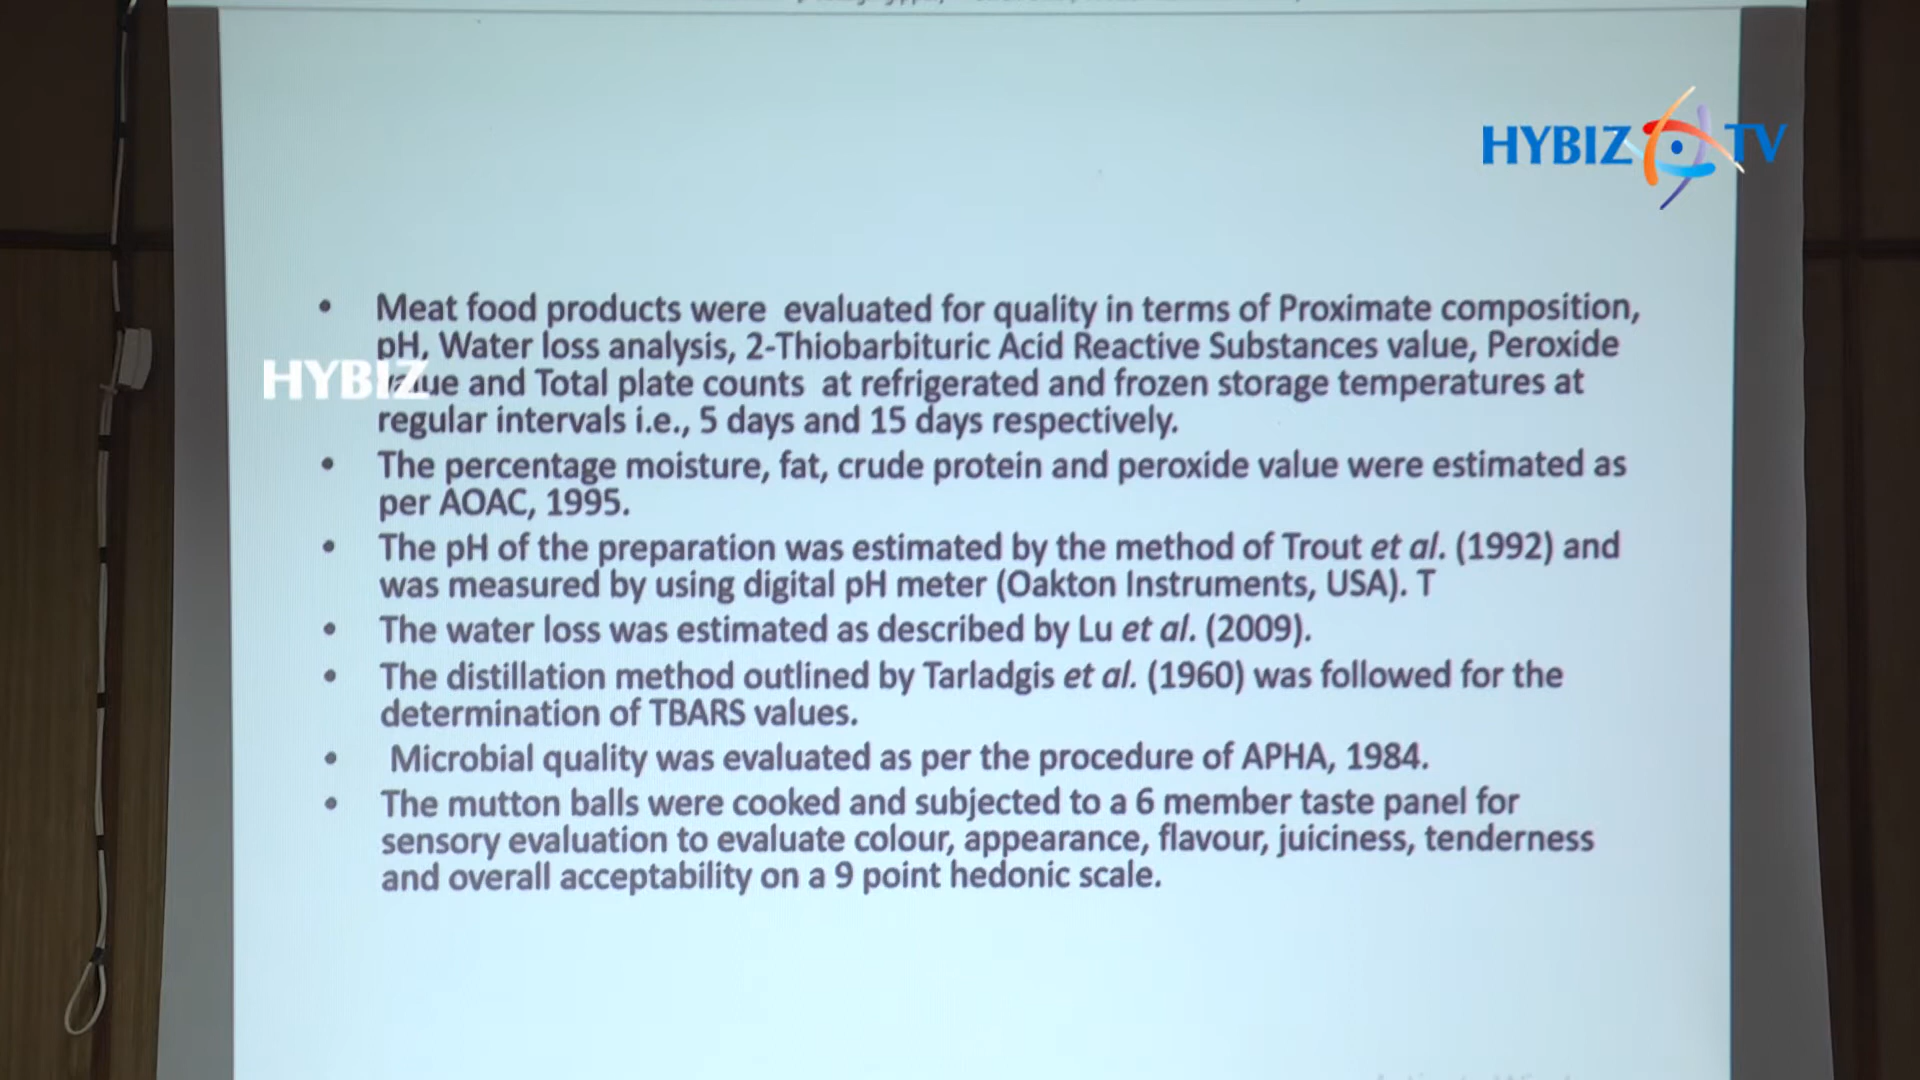 HYBIZ TV
• Meat food products were evaluated for quality in terms of Proximate composition,
pH, Water loss analysis, 2-Thiobarbituric Acid Reactive Substances value, Peroxide
HYBIZ
and Total plate counts at refrigerated and frozen storage temperatures at
regular intervals i.e., 5 days and 15 days respectively.
• The percentage moisture, fat, crude protein and peroxide value were estimated as
per AOAC, 1995.
• The pH of the preparation was estimated by the method of Trout et al. (1992) and
was measured by using digital pH meter (Oakton Instruments, USA). T
• The water loss was estimated as described by Lu et al. (2009).
• The distillation method outlined by Tarladgis et al. (1960) was followed for the
determination of TBARS values.
• Microbial quality was evaluated as per the procedure of APHA, 1984.
• The mutton balls were cooked and subjected to a 6 member taste panel for
sensory evaluation to evaluate colour, appearance, flavour, juiciness, tenderness
and overall acceptability on a 9 point hedonic scale.